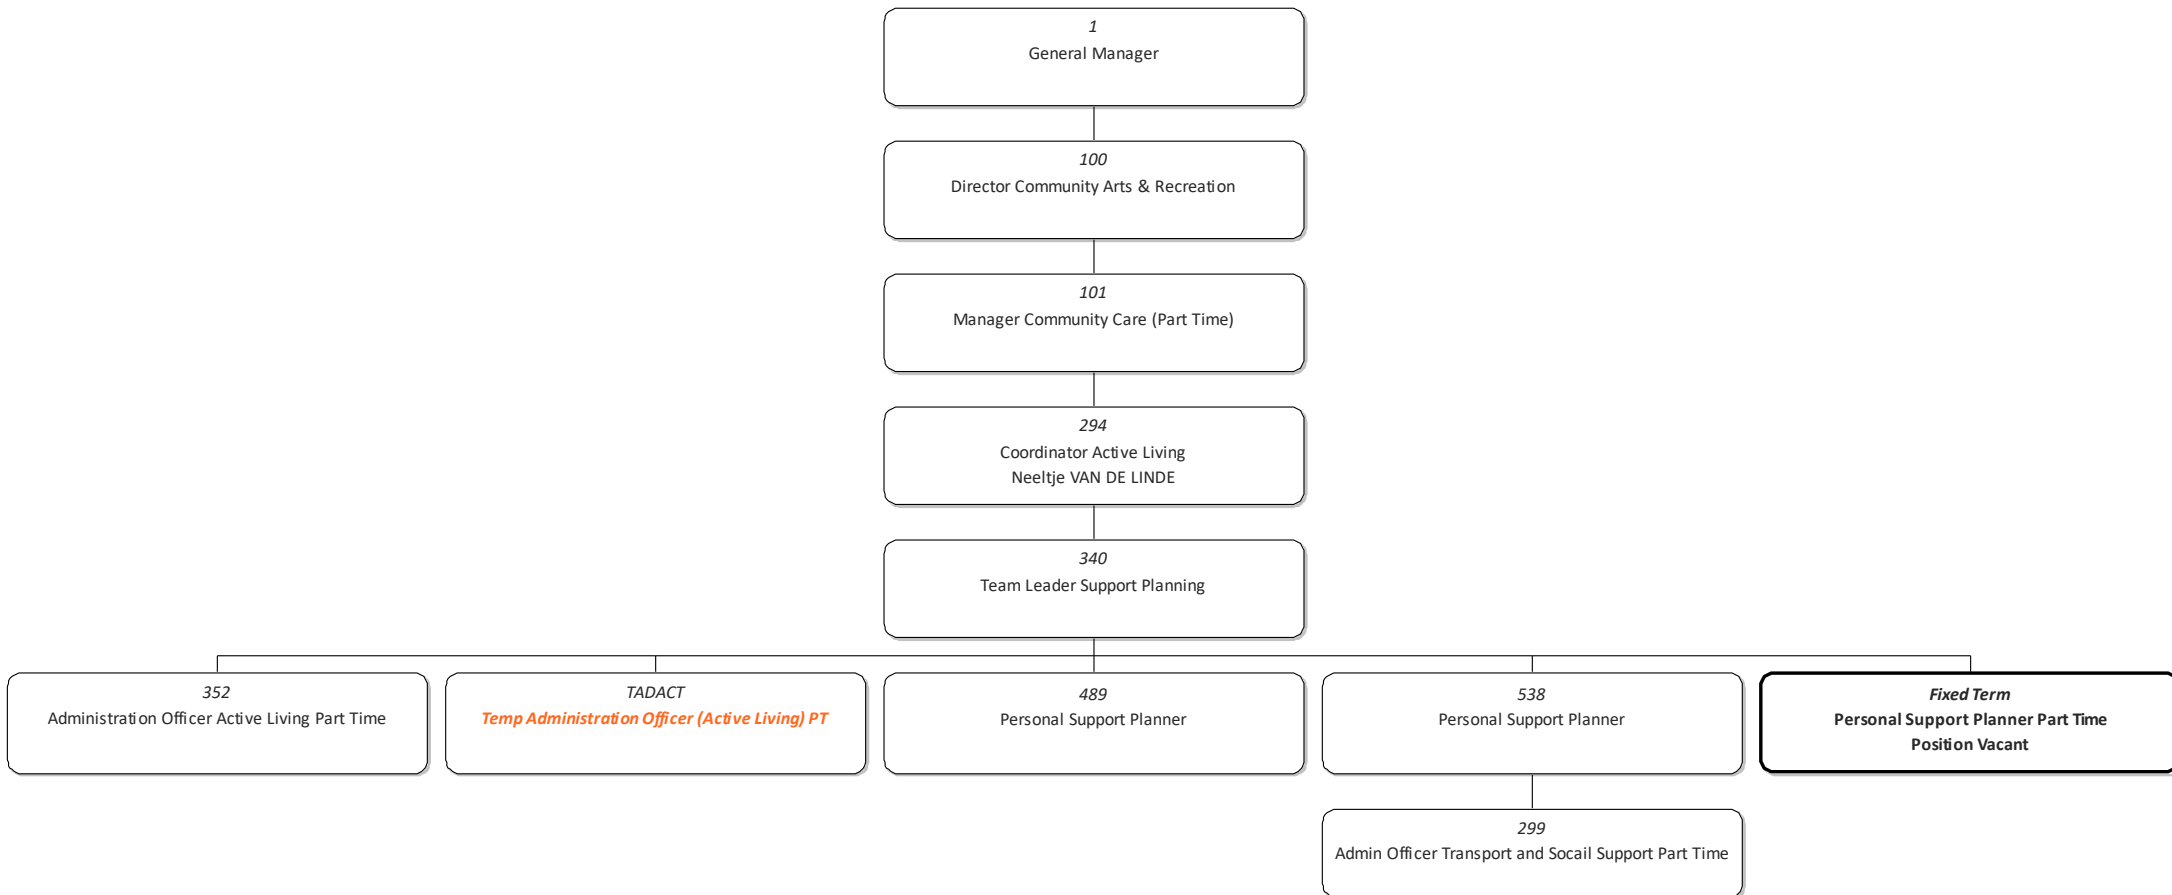 1
General Manager
100
Director Community Arts & Recreation
101
Manager Community Care (Part Time)
294
Coordinator Active Living
Neeltje VAN DE LINDE
340
Team Leader Support Planning
352
Administration Officer Active Living Part Time
TADACT
Temp Administration Officer (Active Living) PT
489
Personal Support Planner
538
Personal Support Planner
Fixed Term
Personal Support Planner Part Time
Position Vacant
299
Admin Officer Transport and Socail Support Part Time